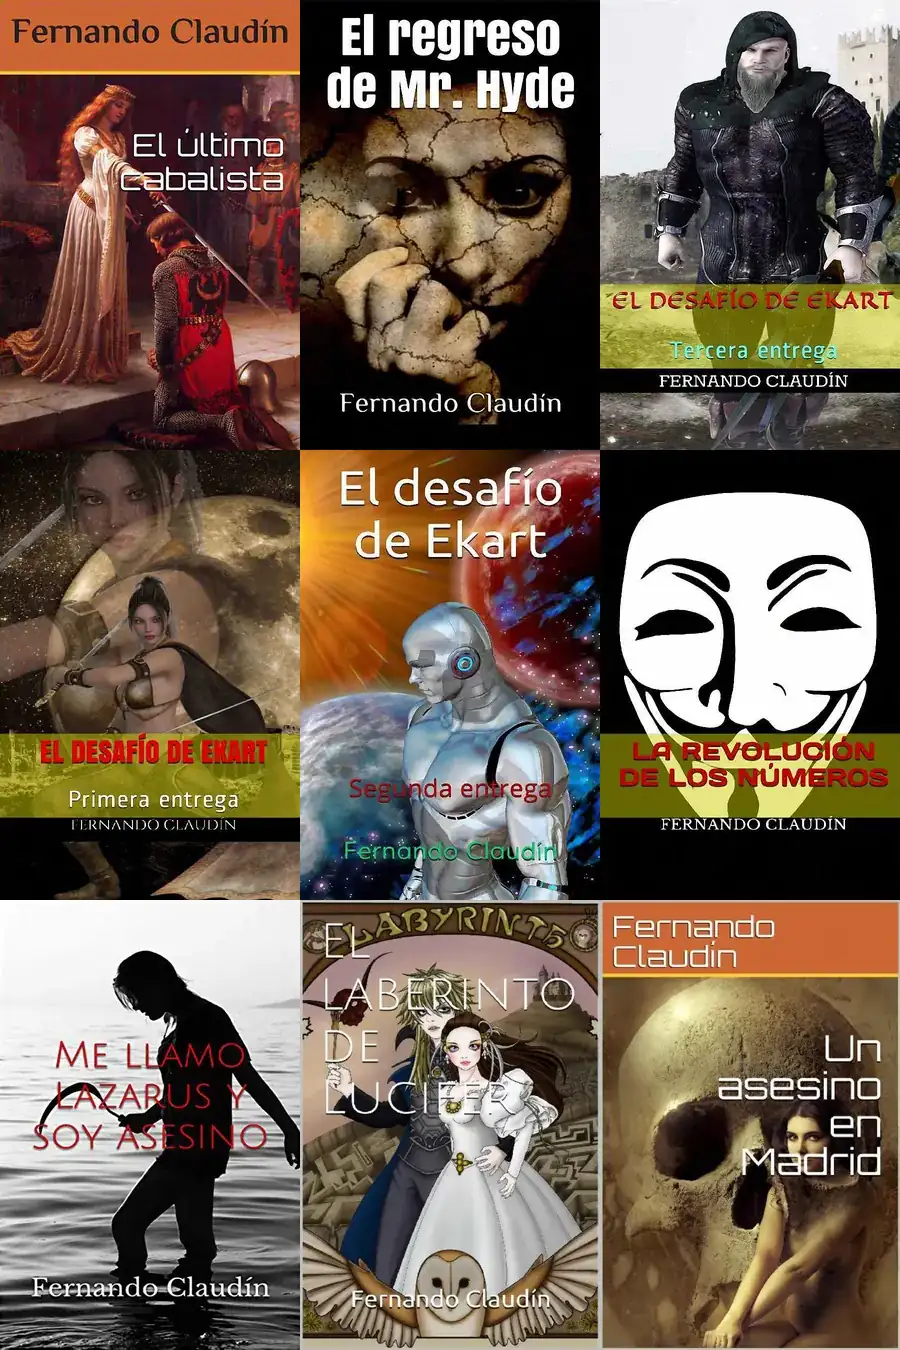 Fernando Claudín
El último
cabalista
El regreso
de Mr. Hyde
Fernando Claudín
EL DESAFÍO DE EKART
Tercera entrega
FERNANDO CLAUDÍN
EL DESAFÍO DE EKART
Primera entrega
FERNANDO CLAUDÍN
El desafío
de Ekart
Segunda entrega
Fernando Claudín
LA REVOLUCIÓN
DE LOS NÚMEROS
FERNANDO CLAUDÍN
ME LLAMO
LAZARUS Y
SOY ASESINO
Fernando Claudín
LABYRINT
EL
LABERINTO
DE
LUCIFER
Fernando Claudín
Fernando
Claudín
Un
asesino
en
Madrid